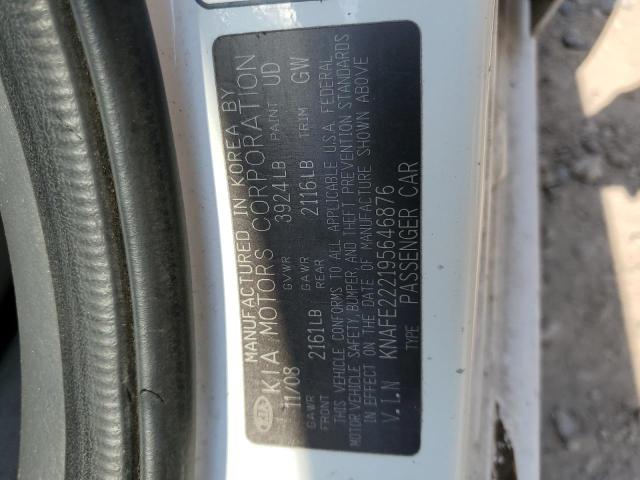 MANUFACTURED IN KOREA BY
KIA KIA MOTORS CORPORATION
11/08 GVWR 3924LB PAINT UD
GAWR FRONT 2161LB GAWR REAR 2116LB TRIM GW
THIS VEHICLE CONFORMS TO ALL APPLICABLE U.S.A. FEDERAL
MOTOR VEHICLE SAFETY, BUMPER, AND THEFT PREVENTION STANDARDS
IN EFFECT ON THE DATE OF MANUFACTURE SHOWN ABOVE
V.I.N KNAFE222195646876
TYPE PASSENGER CAR